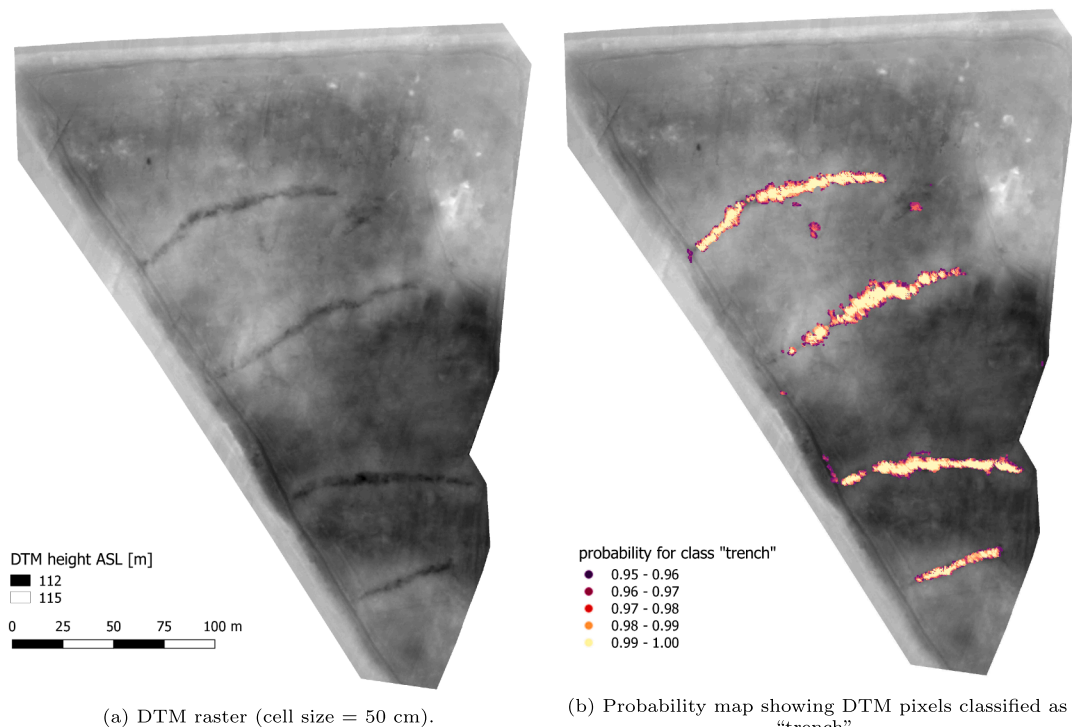 DTM height ASL [m]
112
115
0 25 50 75 100 m
(a) DTM raster (cell size = 50 cm).
probability for class "trench"
0.95 - 0.96
0.96 - 0.97
0.97 - 0.98
0.98 - 0.99
0.99 - 1.00
(b) Probability map showing DTM pixels classified as
“trench”